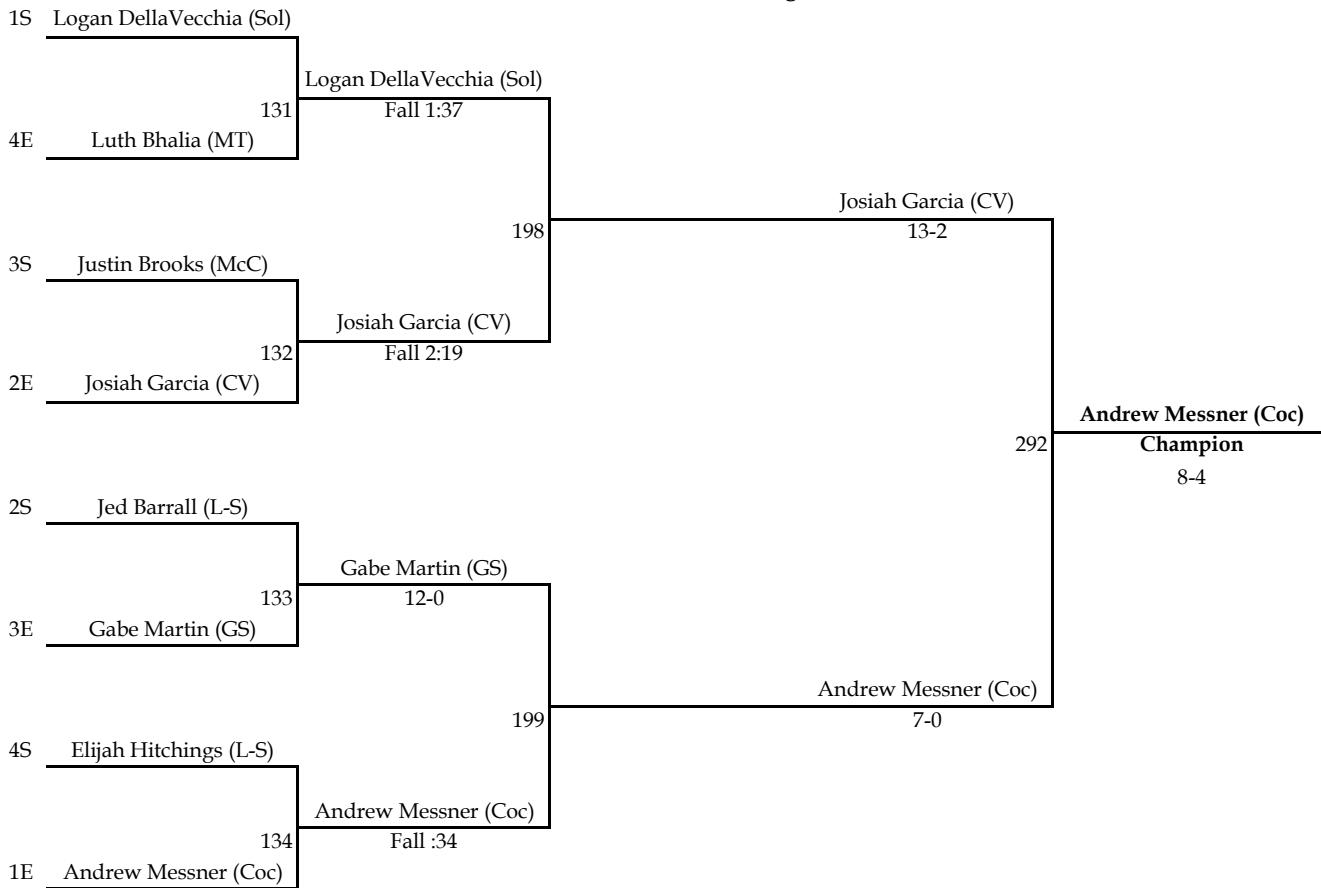 1S Logan DellaVecchia (Sol)
Logan DellaVecchia (Sol)
131 Fall 1:37
4E Luth Bhalia (MT)
Josiah Garcia (CV)
198 13-2
3S Justin Brooks (McC)
Josiah Garcia (CV)
132 Fall 2:19
2E Josiah Garcia (CV)
Andrew Messner (Coc)
292 Champion
8-4
2S Jed Barrall (L-S)
Gabe Martin (GS)
133 12-0
3E Gabe Martin (GS)
Andrew Messner (Coc)
199 7-0
4S Elijah Hitchings (L-S)
Andrew Messner (Coc)
134 Fall :34
1E Andrew Messner (Coc)